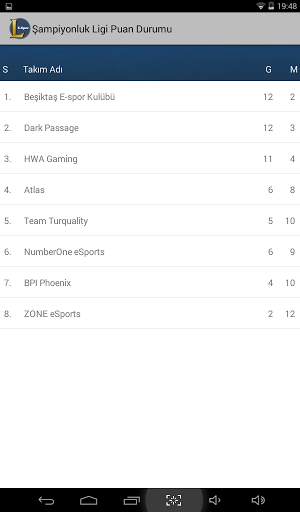 19:48
L E-Spor Şampiyonluk Ligi Puan Durumu
S Takım Adı G M
1. Beşiktaş E-spor Kulübü 12 2
2. Dark Passage 12 3
3. HWA Gaming 11 4
4. Atlas 6 8
5. Team Turquality 5 10
6. NumberOne eSports 6 9
7. BPI Phoenix 4 10
8. ZONE eSports 2 12